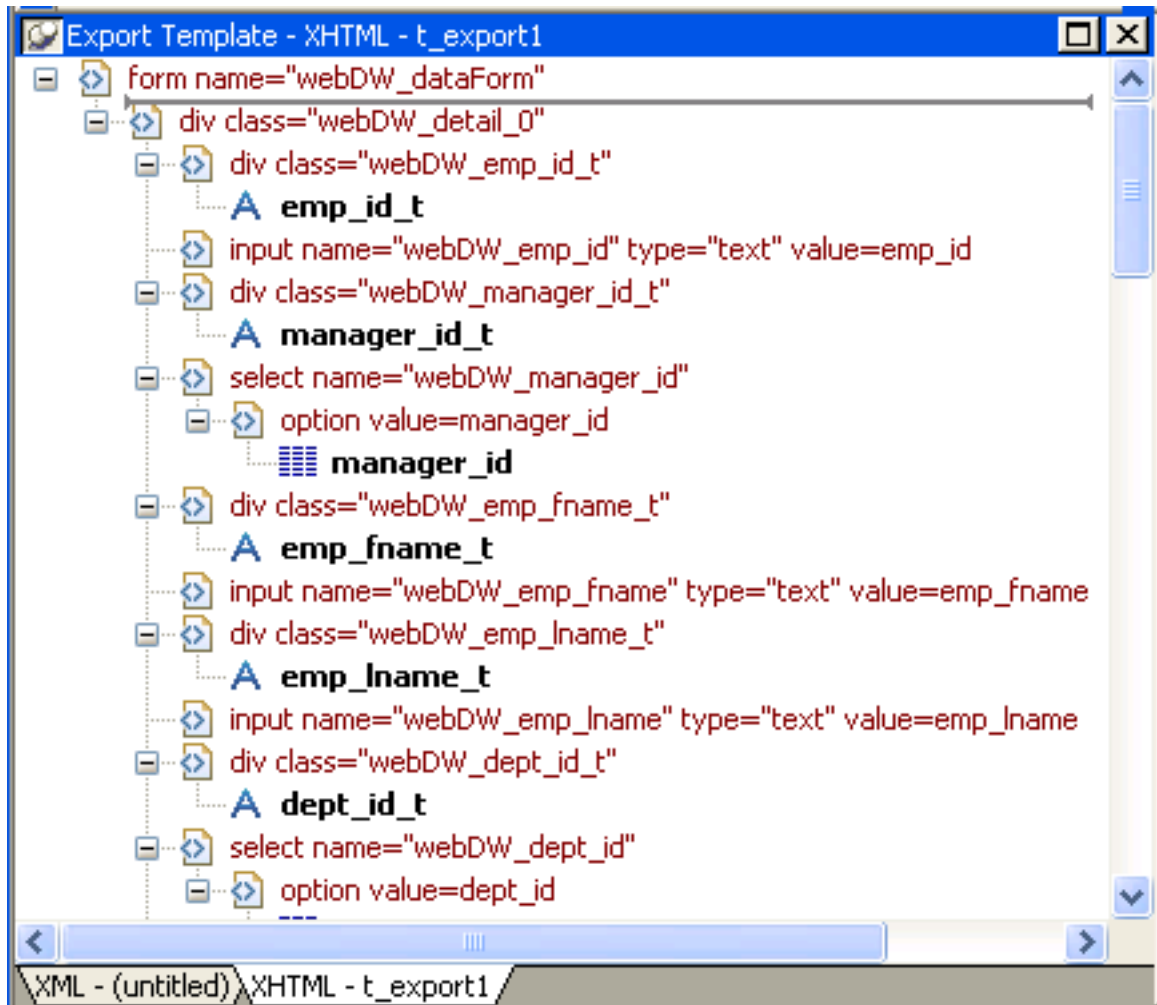 Export Template - XHTML - t_export1
form name="webDW_dataForm"
div class="webDW_detail_0"
div class="webDW_emp_id_t"
emp_id_t
input name="webDW_emp_id" type="text" value=emp_id
div class="webDW_manager_id_t"
manager_id_t
select name="webDW_manager_id"
option value=manager_id
manager_id
div class="webDW_emp_fname_t"
emp_fname_t
input name="webDW_emp_fname" type="text" value=emp_fname
div class="webDW_emp_lname_t"
emp_lname_t
input name="webDW_emp_lname" type="text" value=emp_lname
div class="webDW_dept_id_t"
dept_id_t
select name="webDW_dept_id"
option value=dept_id
XML - (untitled) XHTML - t_export1